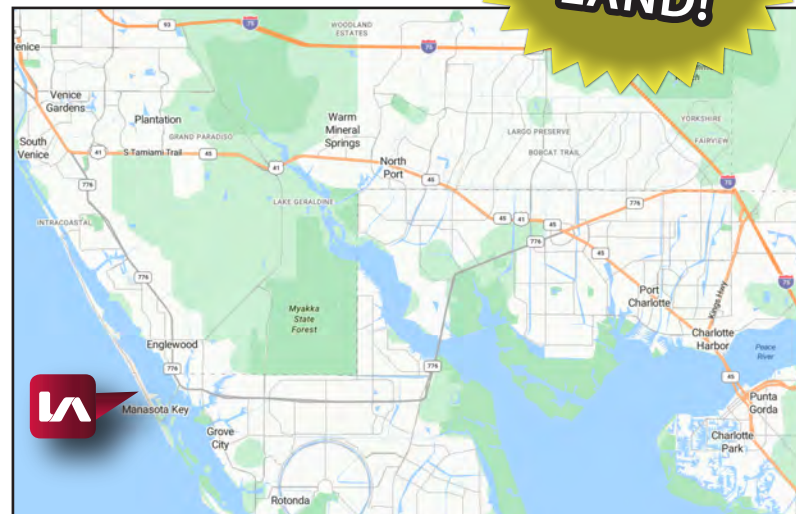 LAND!
93
75
WOODLAND
ESTATES
75
Venice
Gardens
Plantation
Warm
Mineral
Springs
YORKSHIRE
South
Venice
GRAND PARADISO
LARGO PRESERVE
FAIRVIEW
41
S Tamiami Trail
45
41
North
Port
BOBCAT TRAIL
45
75
776
LAKE GERALDINE
776
INTRACOASTAL
45
41
45
776
45
776
75
Port
Charlotte
Kings Hwy
Myakka
State
Forest
Charlotte
Harbor
Englewood
Peace
River
776
776
45
Manasota Key
Punta
Gorda
Grove
City
Charlotte
Park
Rotonda